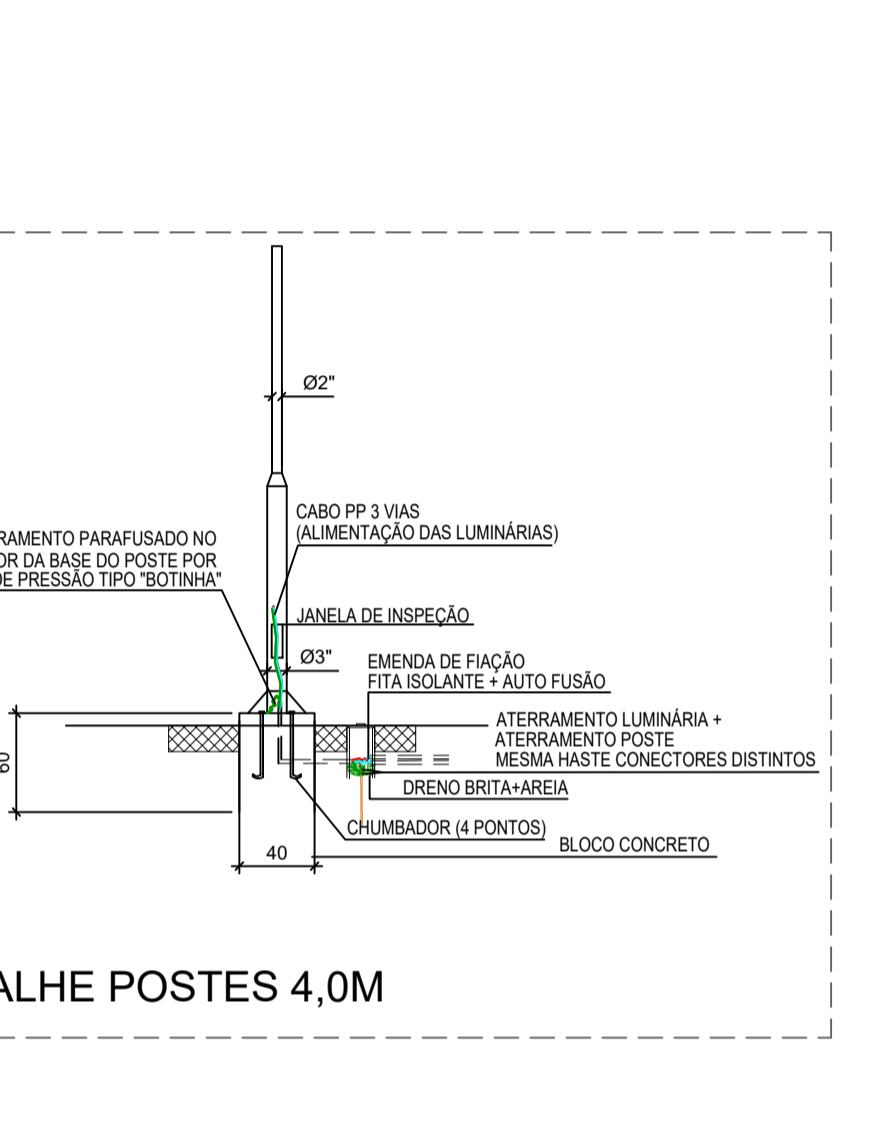 Ø2"
CABO PP 3 VIAS
(ALIMENTAÇÃO DAS LUMINÁRIAS)
RAMENTO PARAFUSADO NO
OR DA BASE DO POSTE POR
DE PRESSÃO TIPO "BOTINHA"
JANELA DE INSPEÇÃO
Ø3"
EMENDA DE FIAÇÃO
FITA ISOLANTE + AUTO FUSÃO
ATERRAMENTO LUMINÁRIA +
ATERRAMENTO POSTE
MESMA HASTE CONECTORES DISTINTOS
60
DRENO BRITA+AREIA
CHUMBADOR (4 PONTOS)
BLOCO CONCRETO
40
ALHE POSTES 4,0M